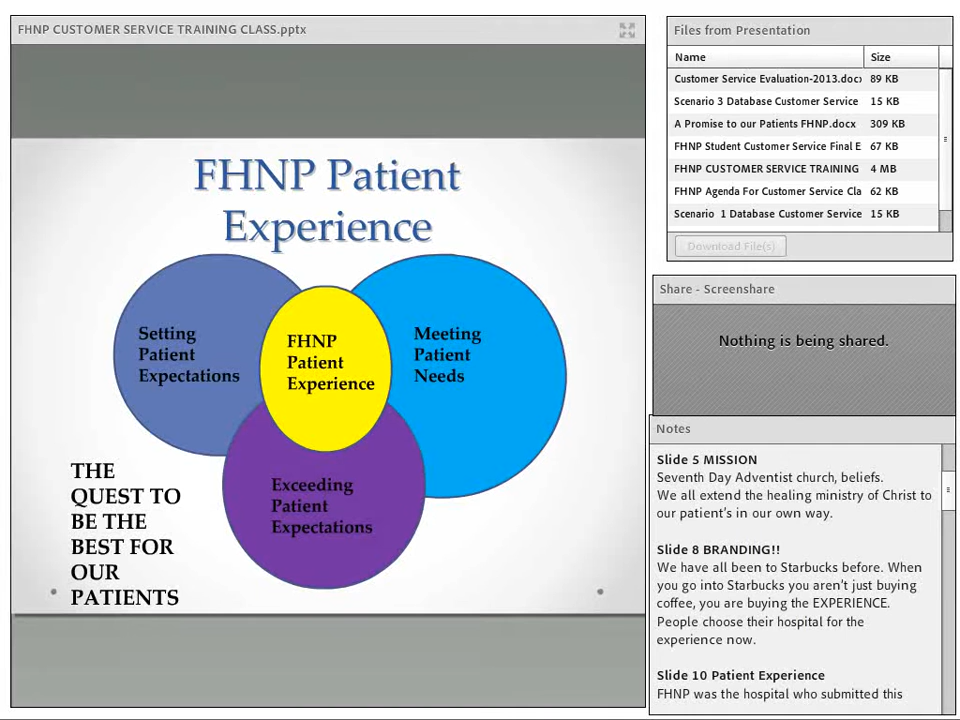 FHNP CUSTOMER SERVICE TRAINING CLASS.pptx
FHNP Patient
Experience
Setting
Patient
Expectations
FHNP
Patient
Experience
Meeting
Patient
Needs
Exceeding
Patient
Expectations
THE
QUEST TO
BE THE
BEST FOR
OUR
PATIENTS
Files from Presentation
Name Size
Customer Service Evaluation-2013.docx 89 KB
Scenario 3 Database Customer Service 15 KB
A Promise to our Patients FHNP.docx 309 KB
FHNP Student Customer Service Final E 67 KB
FHNP CUSTOMER SERVICE TRAINING 4 MB
FHNP Agenda For Customer Service Cla 62 KB
Scenario 1 Database Customer Service 15 KB
Download File(s)
Share - Screenshare
Nothing is being shared.
Notes
Slide 5 MISSION
Seventh Day Adventist church, beliefs.
We all extend the healing ministry of Christ to
our patient's in our own way.
Slide 8 BRANDING!!
We have all been to Starbucks before. When
you go into Starbucks you aren't just buying
coffee, you are buying the EXPERIENCE.
People choose their hospital for the
experience now.
Slide 10 Patient Experience
FHNP was the hospital who submitted this